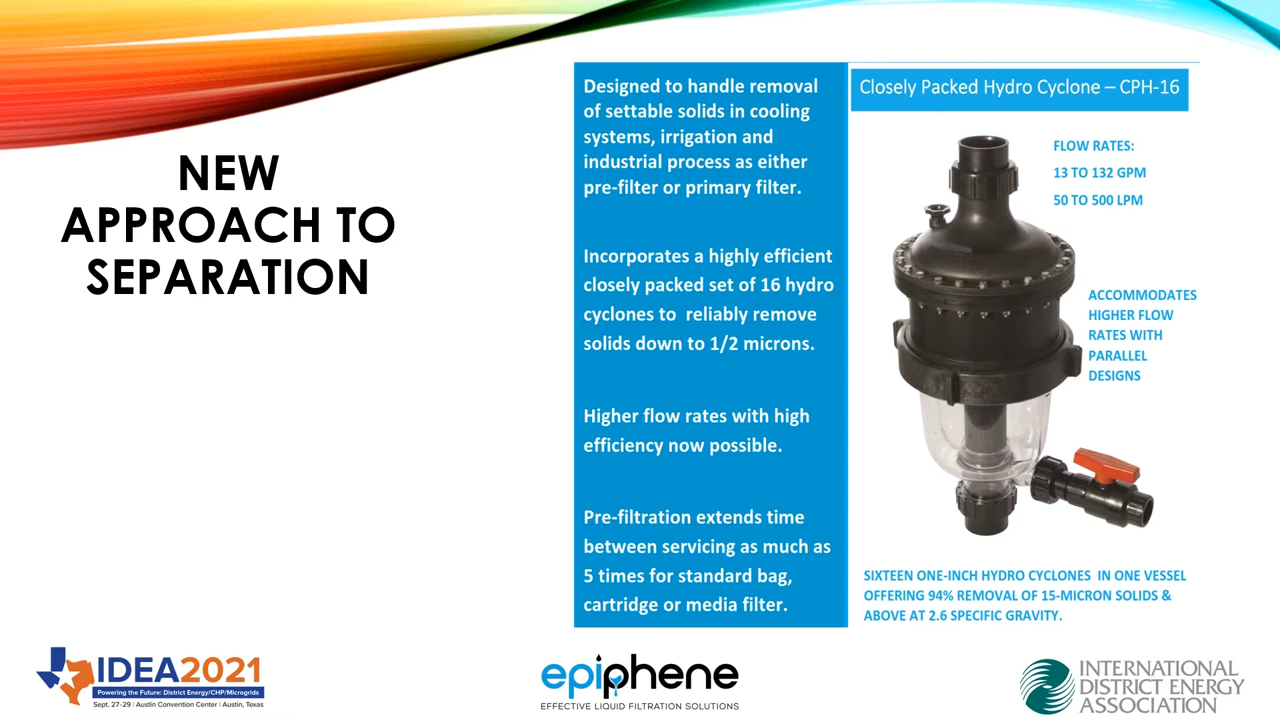 NEW
APPROACH TO
SEPARATION
Designed to handle removal
of settable solids in cooling
systems, irrigation and
industrial process as either
pre-filter or primary filter.
Incorporates a highly efficient
closely packed set of 16 hydro
cyclones to reliably remove
solids down to 1/2 microns.
Higher flow rates with high
efficiency now possible.
Pre-filtration extends time
between servicing as much as
5 times for standard bag,
cartridge or media filter.
Closely Packed Hydro Cyclone – CPH-16
FLOW RATES:
13 TO 132 GPM
50 TO 500 LPM
ACCOMMODATES
HIGHER FLOW
RATES WITH
PARALLEL
DESIGNS
SIXTEEN ONE-INCH HYDRO CYCLONES IN ONE VESSEL
OFFERING 94% REMOVAL OF 15-MICRON SOLIDS &
ABOVE AT 2.6 SPECIFIC GRAVITY.
IDEA2021
Powering the Future: District Energy/CHP/Microgrids
Sept. 27-29 | Austin Convention Center | Austin, Texas
epiphene
EFFECTIVE LIQUID FILTRATION SOLUTIONS
INTERNATIONAL
DISTRICT ENERGY
ASSOCIATION